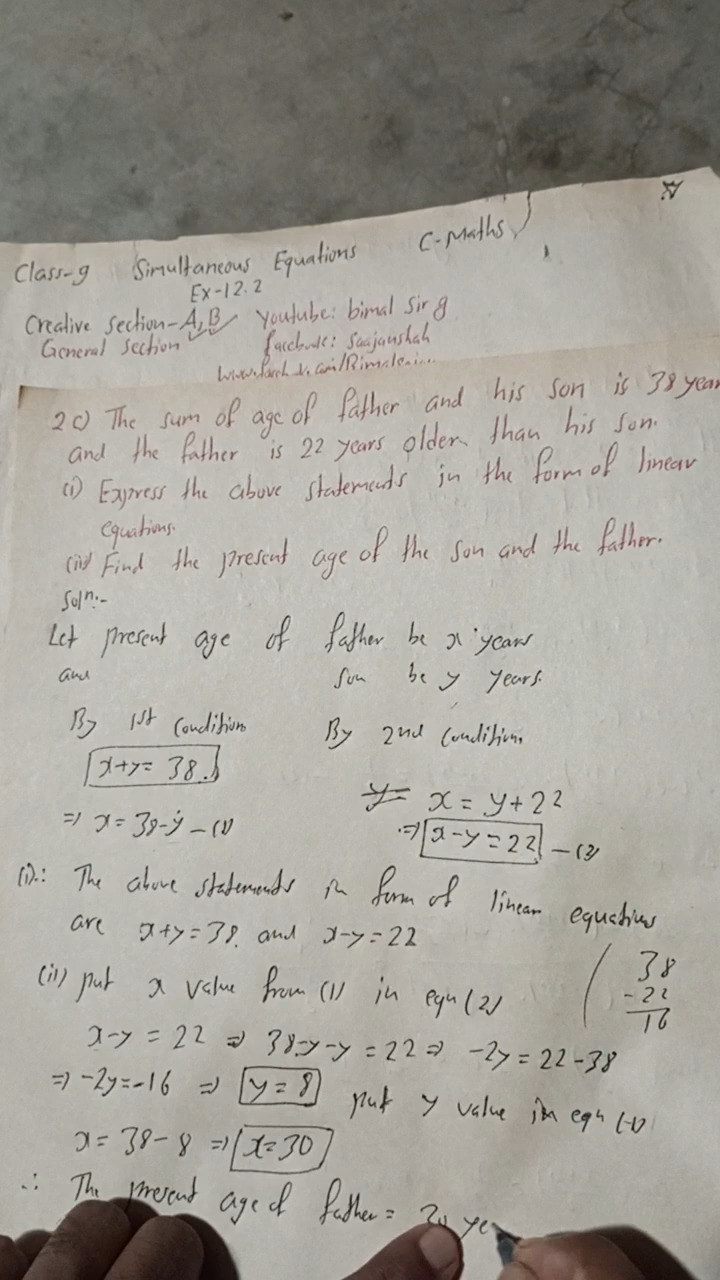 Class-9 Simultaneous Equations C-Maths
Ex-12.2
Creative section-A,B Youtube: bimal Sir g
General section facebook: Saajanshah
2c) The sum of age of father and his son is 38 year
and the father is 22 years older than his son.
(i) Express the above statements in the form of linear
equations.
(ii) Find the present age of the son and the father.
Soln:-
Let present age of father be x years
and son be y years.
By 1st Condition By 2nd Condition,
x+y= 38.
y= x = y+22
=> x = 38-y - (1) => x-y = 22 - (2)
(i) ∴ The above statements in form of linear equations
are x+y=38. and x-y=22
(ii) put x value from (1) in eqn (2)
38
-22
16
x-y = 22 => 38-y-y = 22 => -2y = 22-38
=> -2y=-16 => y=8 put y value in eqn (1)
x = 38-8 => x=30
∴ The present age of father = ye